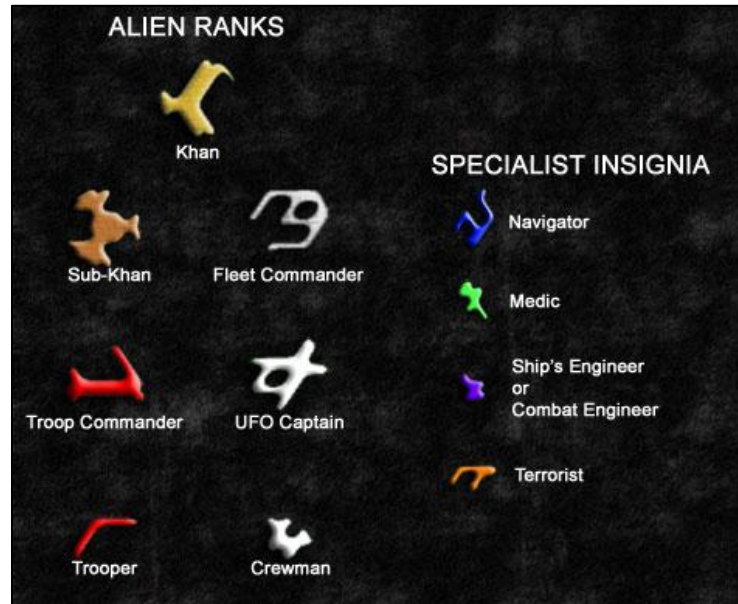 ALIEN RANKS
Khan
Sub-Khan
Fleet Commander
Troop Commander
UFO Captain
Trooper
Crewman
SPECIALIST INSIGNIA
Navigator
Medic
Ship's Engineer
or
Combat Engineer
Terrorist